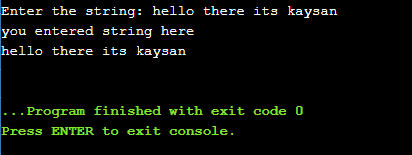 Enter the string: hello there its kaysan
you entered string here
hello there its kaysan
...Program finished with exit code 0
Press ENTER to exit console.